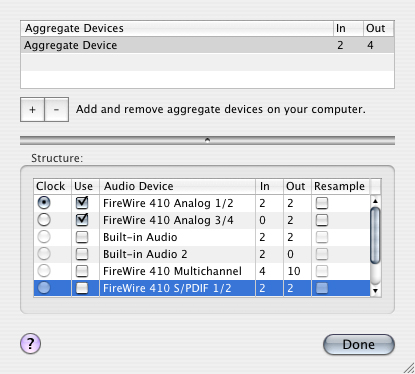 Aggregate Devices In Out
Aggregate Device 2 4
+ - Add and remove aggregate devices on your computer.
Structure:
Clock Use Audio Device In Out Resample
FireWire 410 Analog 1/2 2 2
FireWire 410 Analog 3/4 0 2
Built-in Audio 2 2
Built-in Audio 2 2 0
FireWire 410 Multichannel 4 10
FireWire 410 S/PDIF 1/2 2 2
? Done